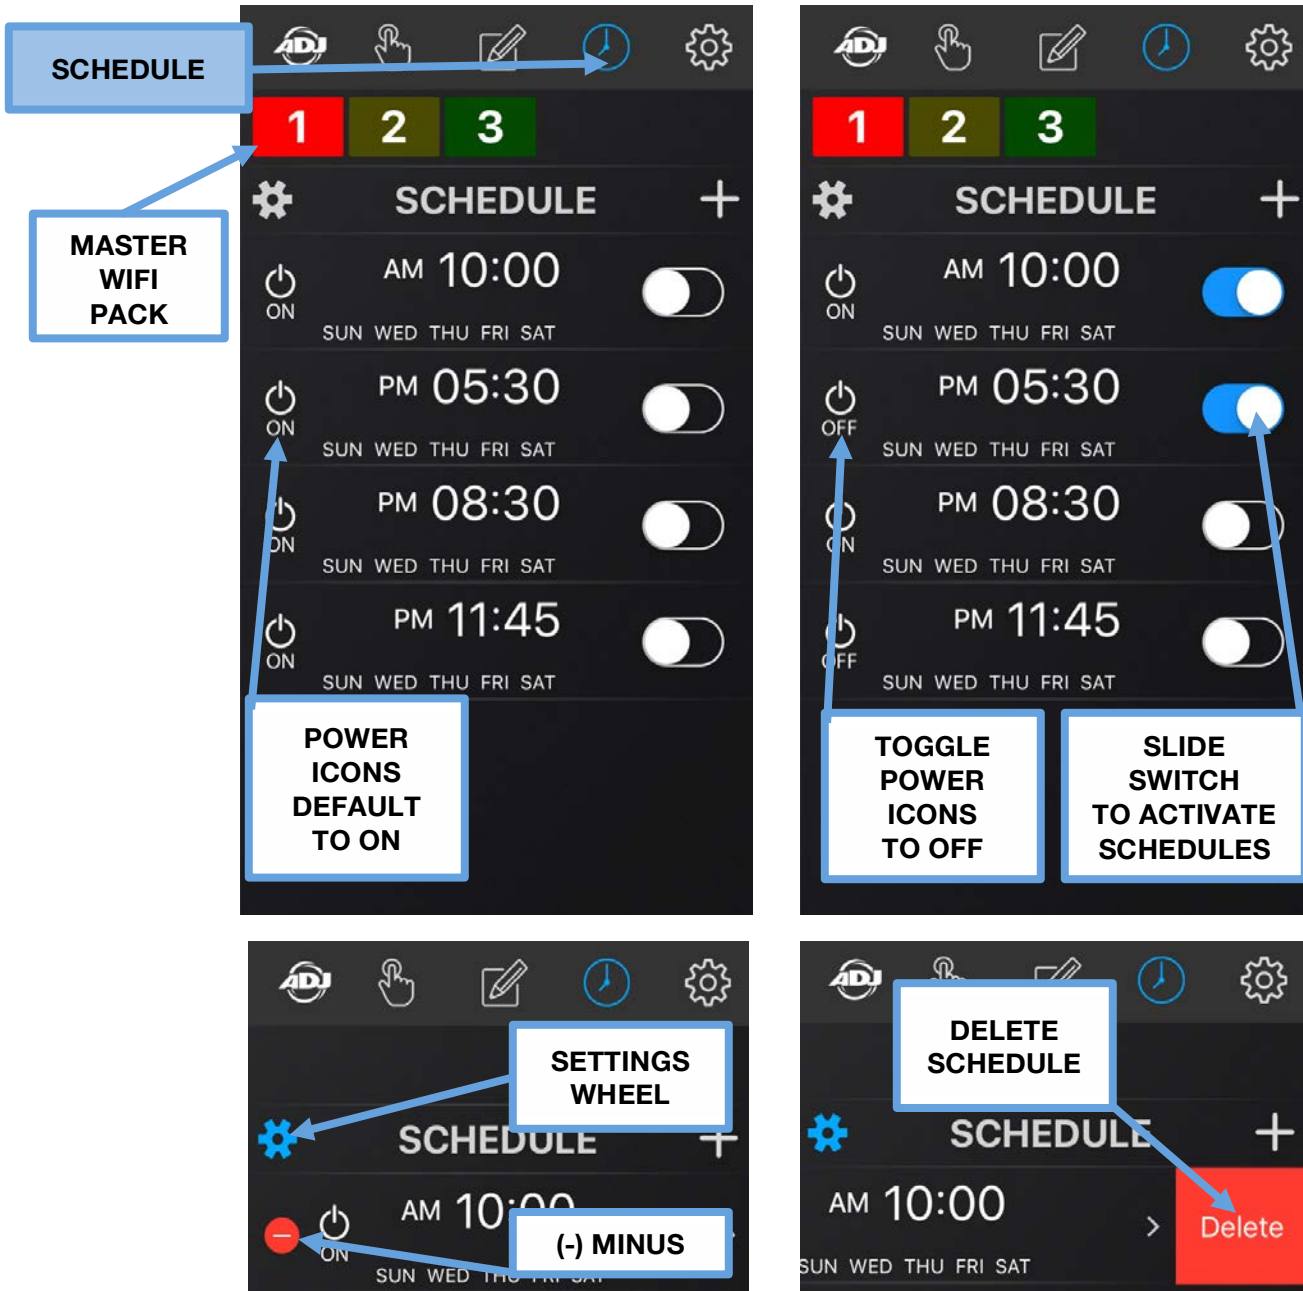 SCHEDULE
ADJ
1 2 3
SCHEDULE
MASTER
WIFI
PACK
AM 10:00
ON
SUN WED THU FRI SAT
PM 05:30
ON
SUN WED THU FRI SAT
PM 08:30
ON
SUN WED THU FRI SAT
PM 11:45
ON
SUN WED THU FRI SAT
POWER
ICONS
DEFAULT
TO ON
ADJ
1 2 3
SCHEDULE
AM 10:00
ON
SUN WED THU FRI SAT
PM 05:30
OFF
SUN WED THU FRI SAT
PM 08:30
ON
SUN WED THU FRI SAT
PM 11:45
OFF
SUN WED THU FRI SAT
TOGGLE
POWER
ICONS
TO OFF
SLIDE
SWITCH
TO ACTIVATE
SCHEDULES
ADJ
SETTINGS
WHEEL
SCHEDULE
AM 10:00
ON
(-) MINUS
SUN WED THU FRI SAT
ADJ
DELETE
SCHEDULE
SCHEDULE
AM 10:00
Delete
SUN WED THU FRI SAT